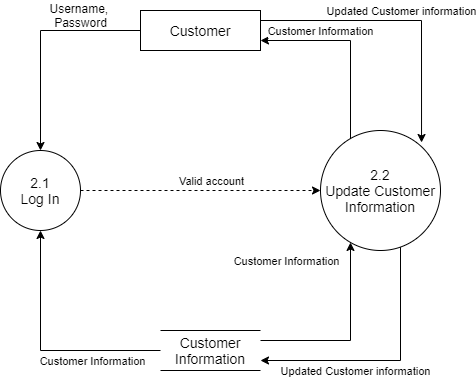 Username,
Password
Customer
Updated Customer information
Customer Information
2.1
Log In
Valid account
2.2
Update Customer
Information
Customer Information
Customer
Information
Customer Information
Updated Customer information